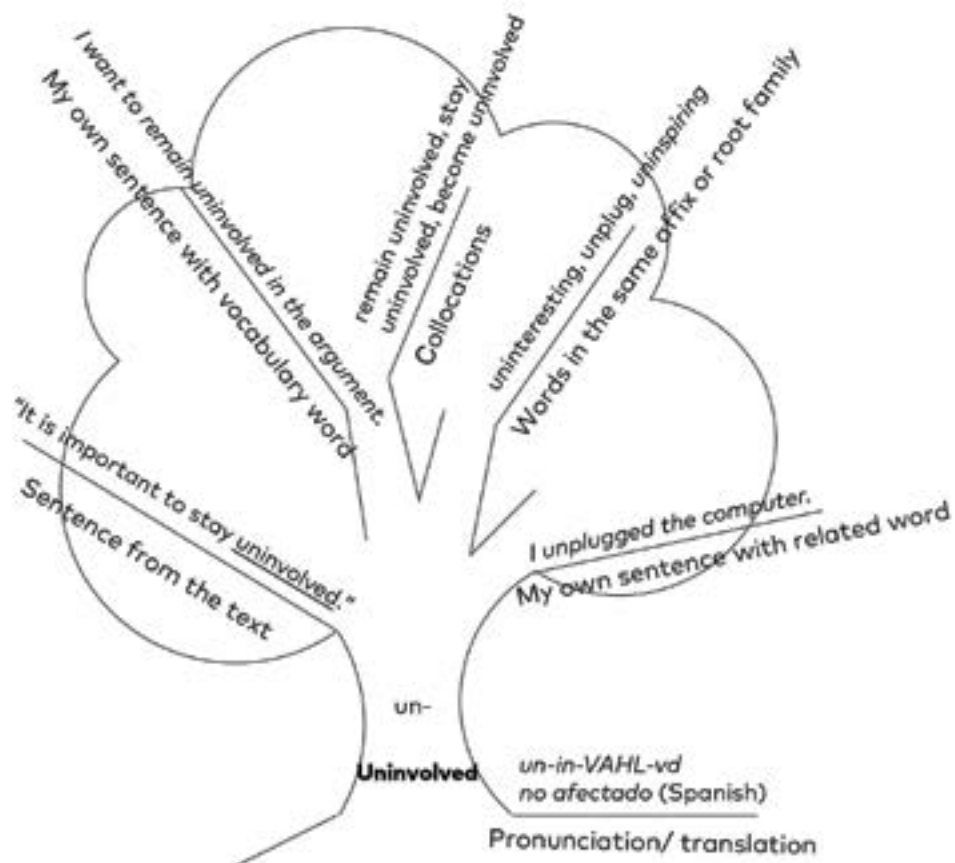 I want to remain uninvolved in the argument.
My own sentence with vocabulary word
remain uninvolved, stay
uninvolved, become uninvolved
Collocations
uninteresting, unplug, uninspiring
Words in the same affix or root family
"It is important to stay uninvolved."
Sentence from the text
I unplugged the computer.
My own sentence with related word
un-
Uninvolved
un-in-VAHL-vd
no afectado (Spanish)
Pronunciation/ translation